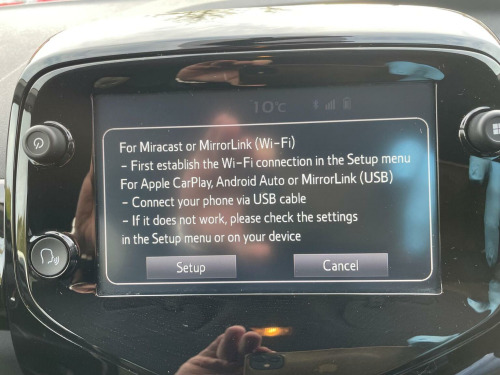 10°C
For Miracast or MirrorLink (Wi-Fi)
- First establish the Wi-Fi connection in the Setup menu
For Apple CarPlay, Android Auto or MirrorLink (USB)
- Connect your phone via USB cable
- If it does not work, please check the settings
in the Setup menu or on your device
Setup Cancel